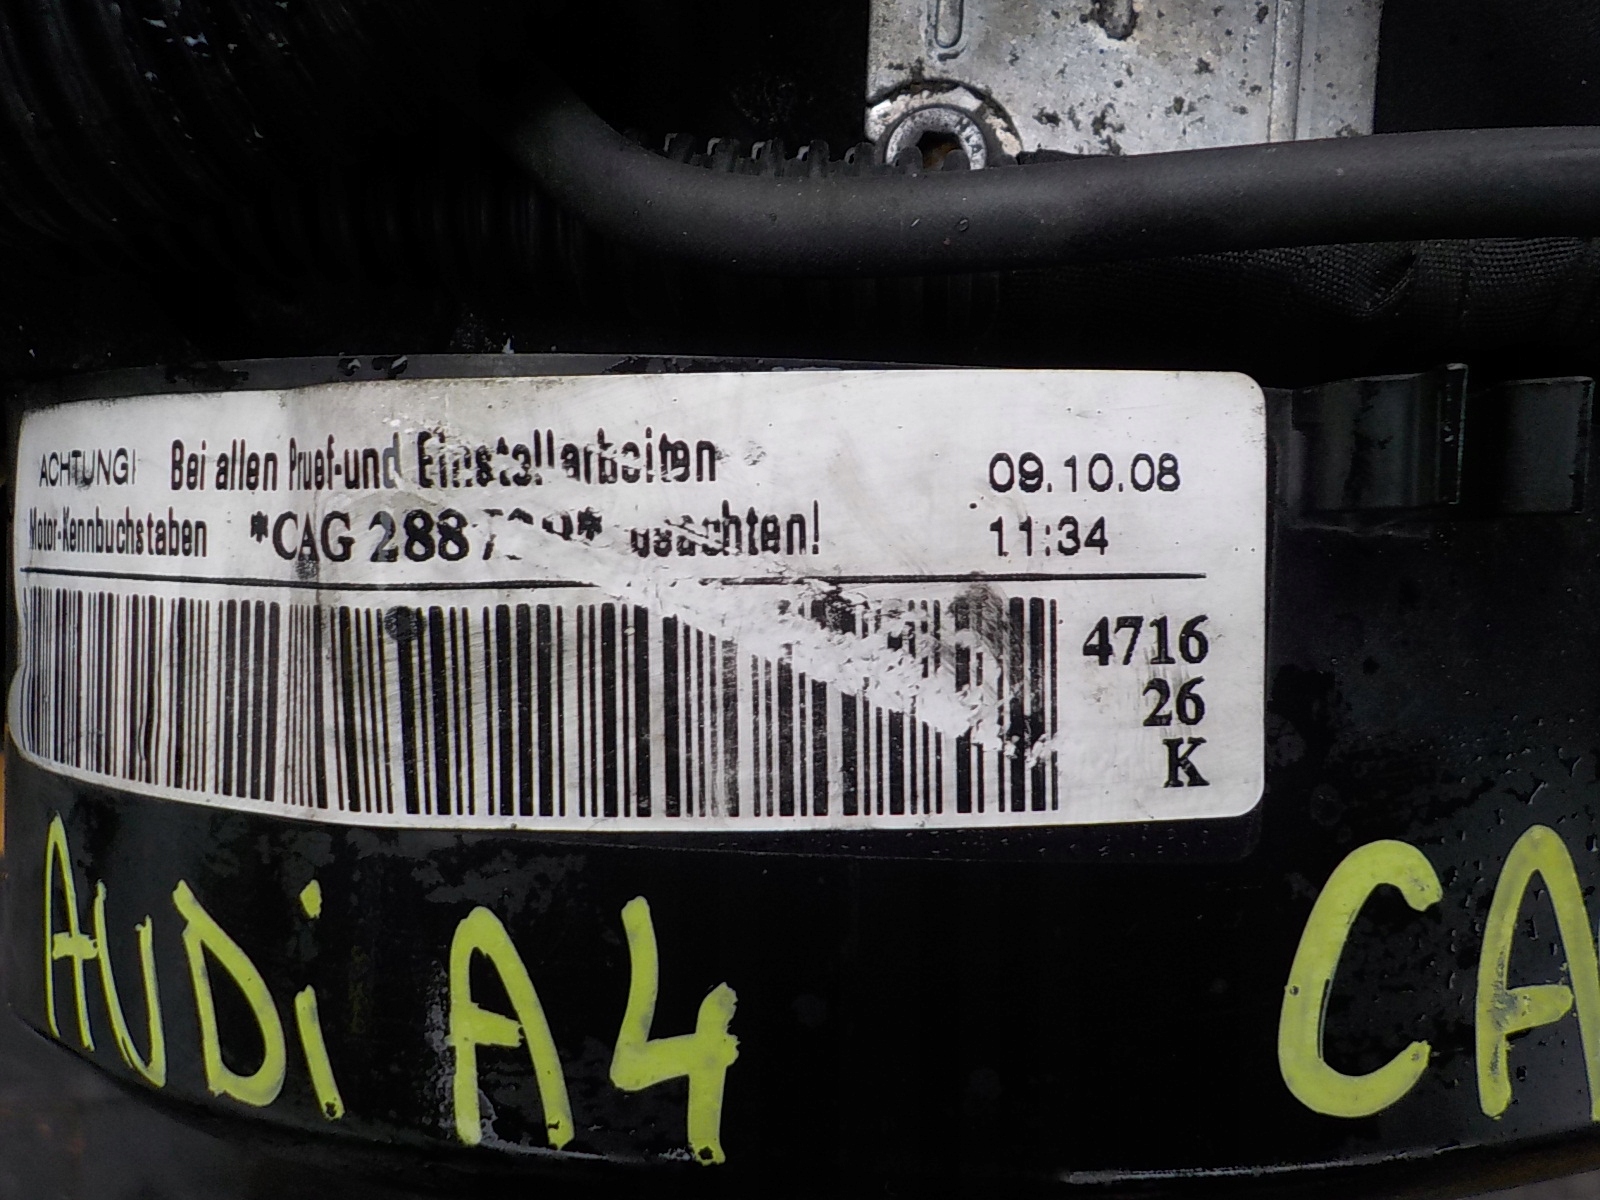 ACHTUNG! Bei allen Pruef-und Einstellarbeiten
09.10.08
Motor-Kennbuchstaben *CAG beachten!
11:34
4716
26
K
AUDi A4
CA